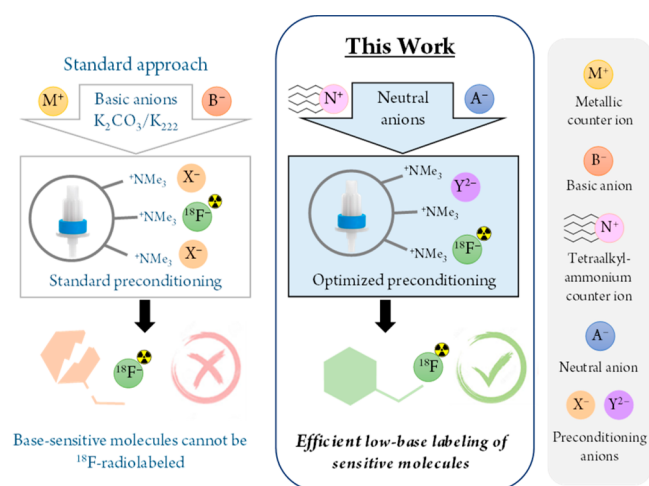 Standard approach
M⁺
Basic anions
K₂CO₃/K₂₂₂
B⁻
⁺NMe₃
X⁻
⁺NMe₃
¹⁸F⁻
⁺NMe₃
X⁻
Standard preconditioning
¹⁸F⁻
Base-sensitive molecules cannot be
¹⁸F-radiolabeled
This Work
N⁺
Neutral
anions
A⁻
⁺NMe₃
Y²⁻
⁺NMe₃
⁺NMe₃
¹⁸F⁻
Optimized preconditioning
¹⁸F
Efficient low-base labeling of
sensitive molecules
M⁺
Metallic
counter ion
B⁻
Basic anion
N⁺
Tetraalkyl-
ammonium
counter ion
A⁻
Neutral anion
X⁻ Y²⁻
Preconditioning
anions